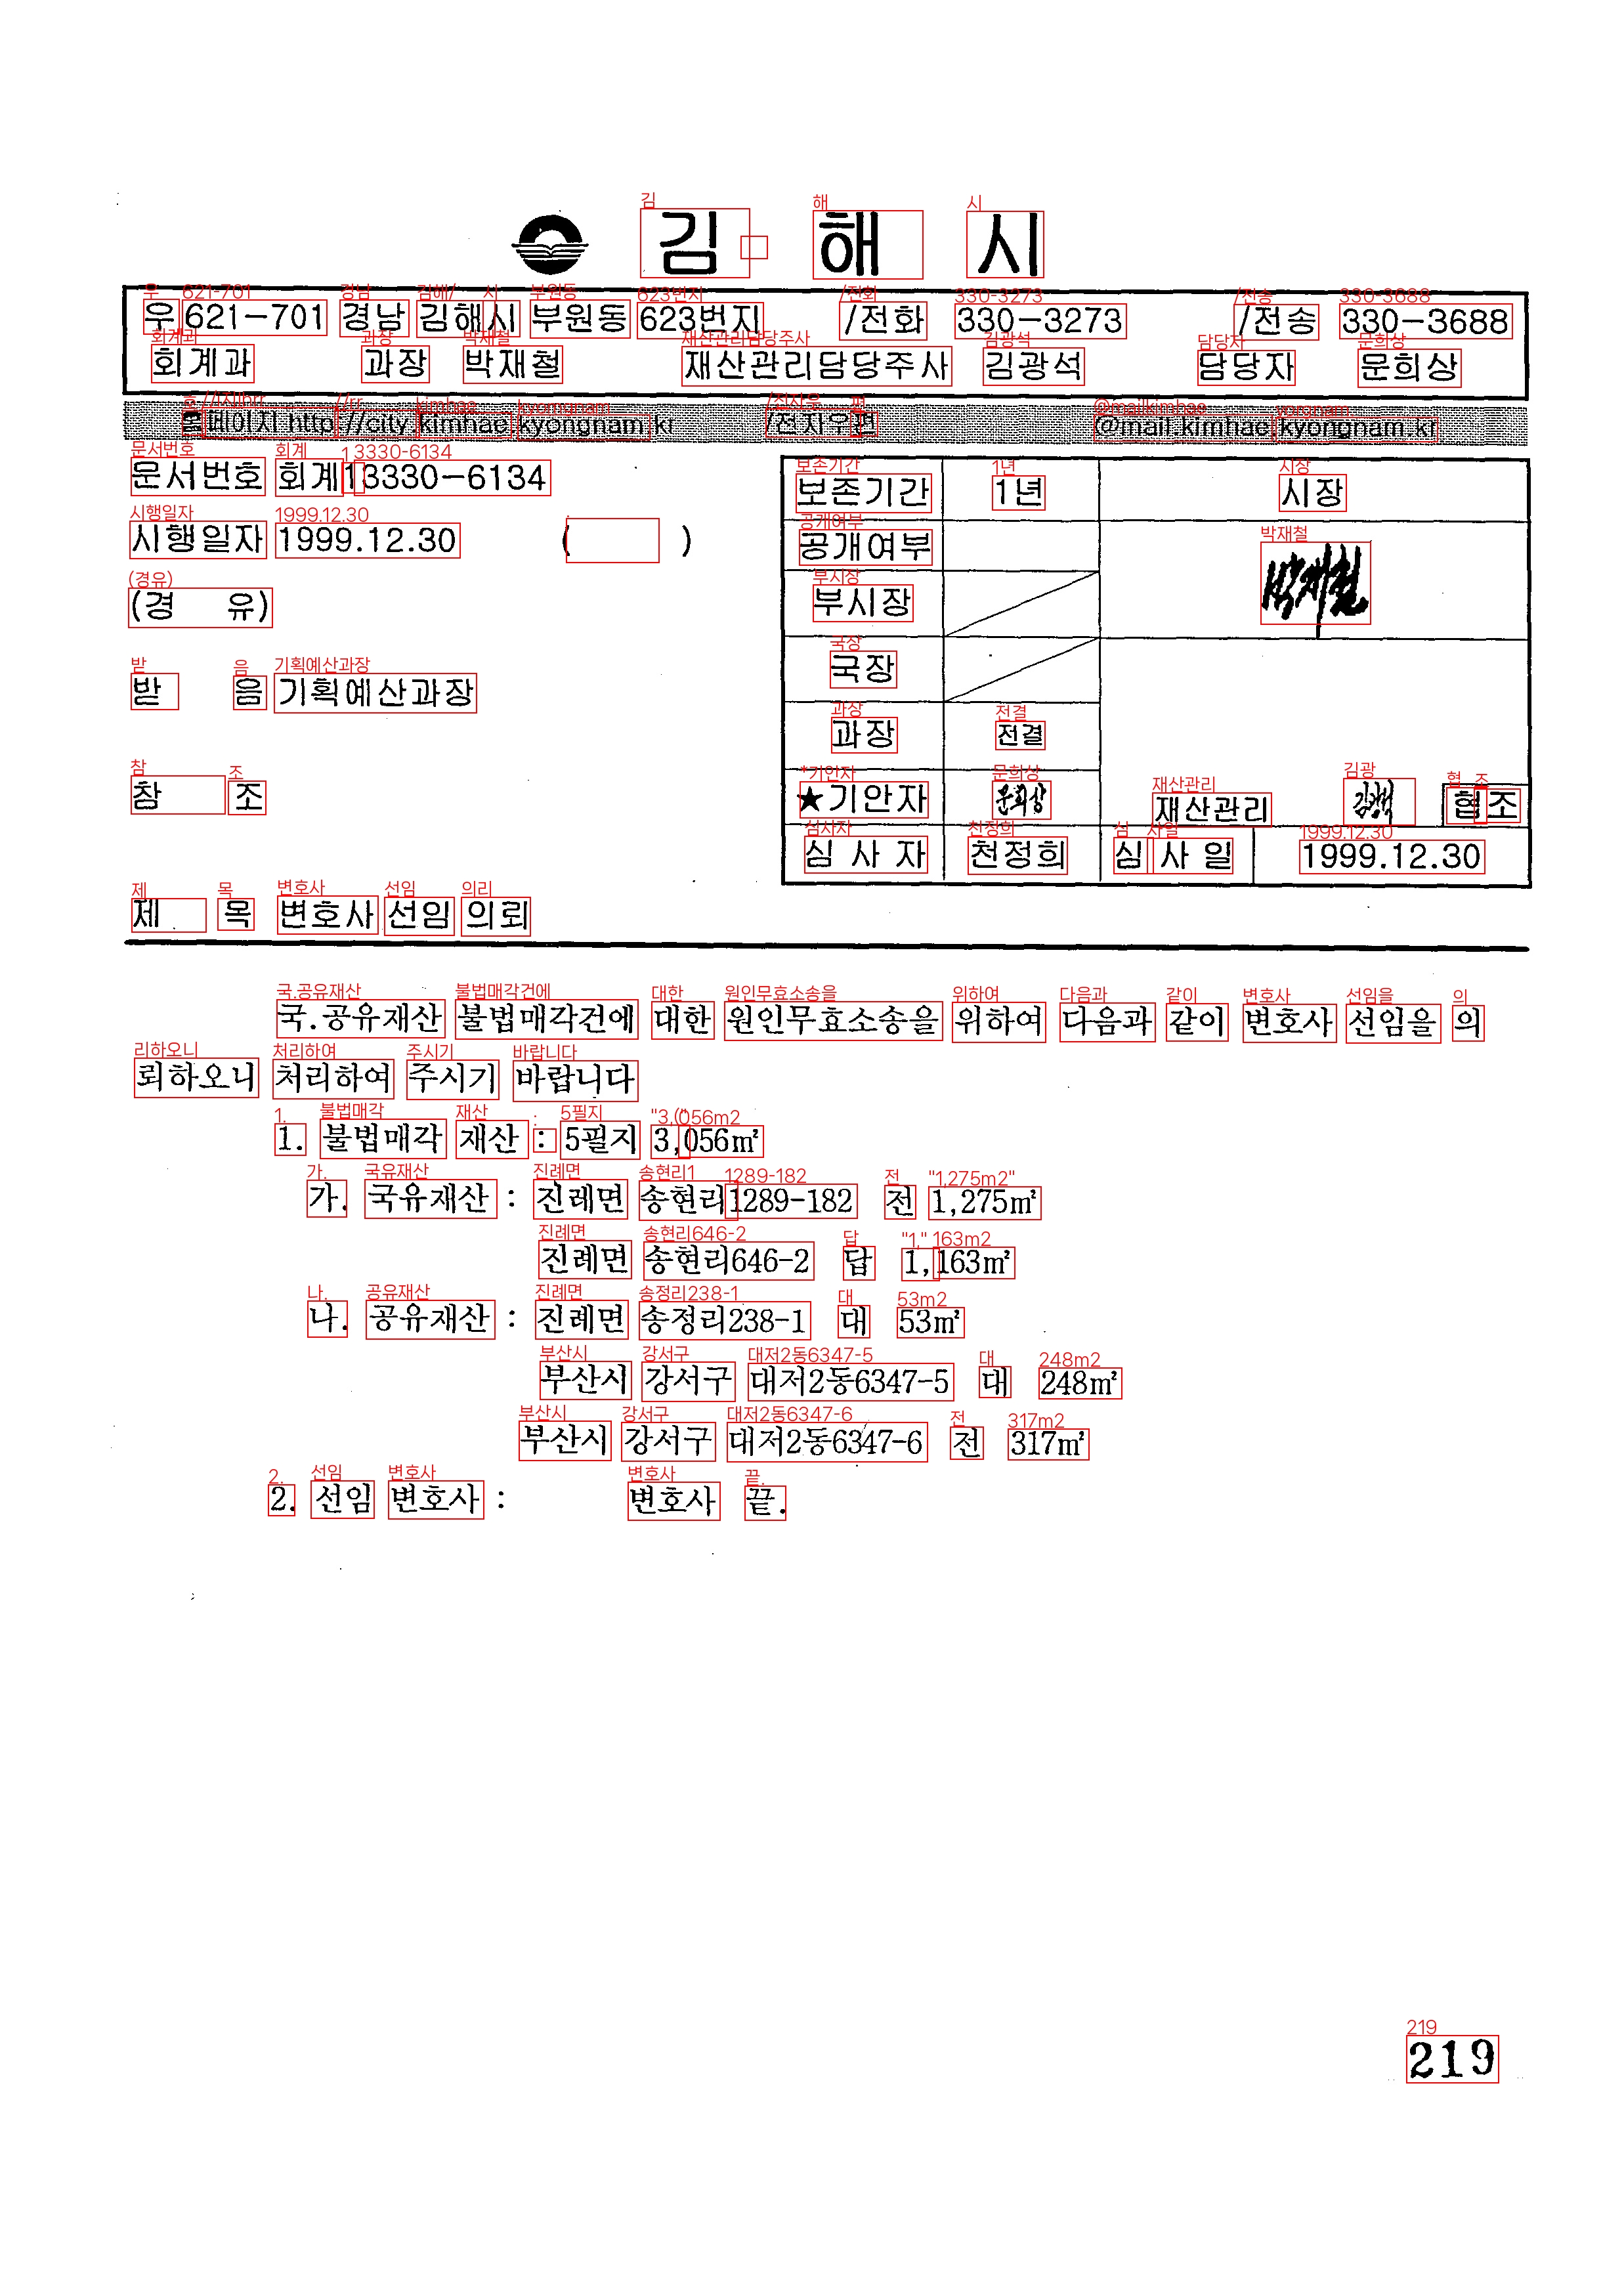 김 해 시
우 621-701 경남 김해시 부원동 623번지 /전화 330-3273 /전송 330-3688
회계과 과장 박재철 재산관리담당주사 김광석 담당자 문희상
홈페이지 http://city.kimhae.kyongnam.kr /전자우편 @mail.kimhae.kyongnam.kr
문서번호 회계13330-6134
시행일자 1999.12.30 ( )
(경 유)
받 음 기획예산과장
참 조
보존기간 1년 시장
공개여부
박재철
부시장
국장
과장 전결
★기안자 문희상 재산관리 협조
심 사 자 천정희 심 사 일 1999.12.30
제 목 변호사 선임 의뢰
국.공유재산 불법매각건에 대한 원인무효소송을 위하여 다음과 같이 변호사 선임을 의
뢰하오니 처리하여 주시기 바랍니다
1. 불법매각 재산 : 5필지 3,056㎡
가. 국유재산 : 진례면 송현리1289-182 전 1,275㎡
진례면 송현리646-2 답 1,163㎡
나. 공유재산 : 진례면 송정리238-1 대 53㎡
부산시 강서구 대저2동6347-5 대 248㎡
부산시 강서구 대저2동6347-6 전 317㎡
2. 선임 변호사 : 변호사 끝.
219